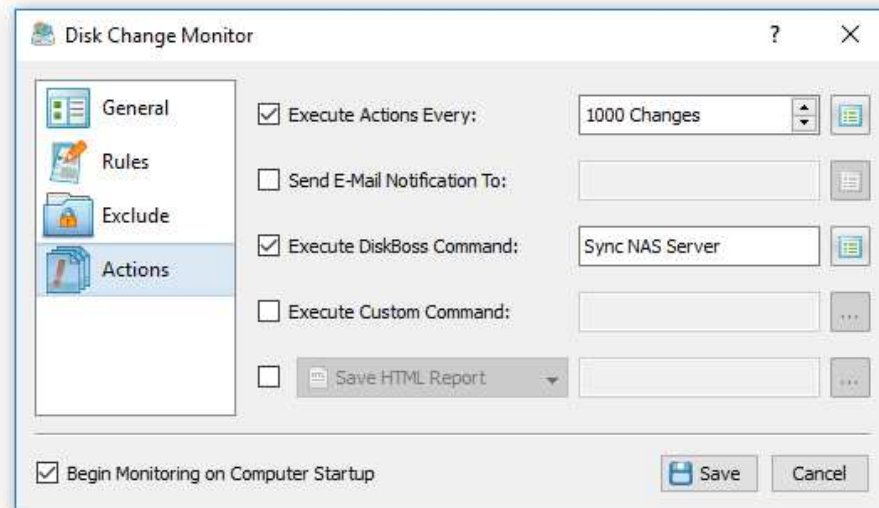 Disk Change Monitor ?
General
Rules
Exclude
Actions
Execute Actions Every: 1000 Changes
Send E-Mail Notification To:
Execute DiskBoss Command: Sync NAS Server
Execute Custom Command: ...
Save HTML Report ...
Begin Monitoring on Computer Startup
Save Cancel